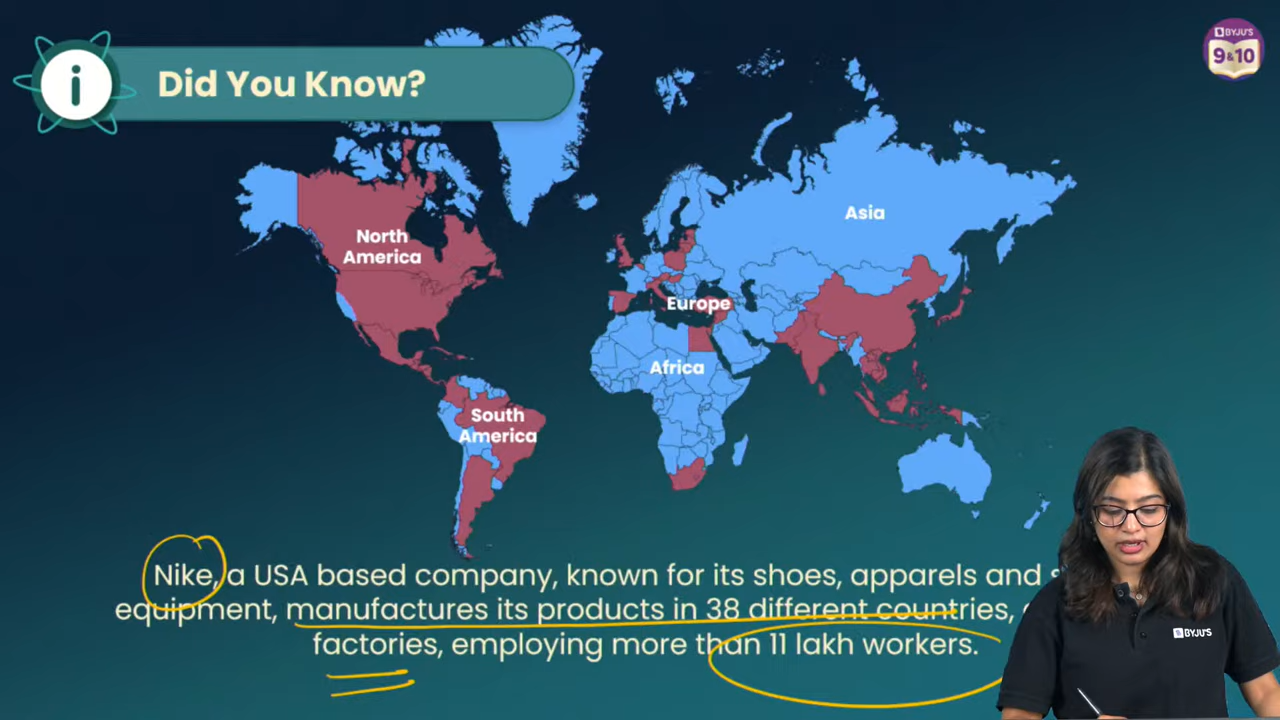 Did You Know?
BYJU'S
9&10
North
America
Asia
Europe
Africa
South
America
Nike, a USA based company, known for its shoes, apparels and
equipment, manufactures its products in 38 different countries,
factories, employing more than 11 lakh workers.
BYJU'S